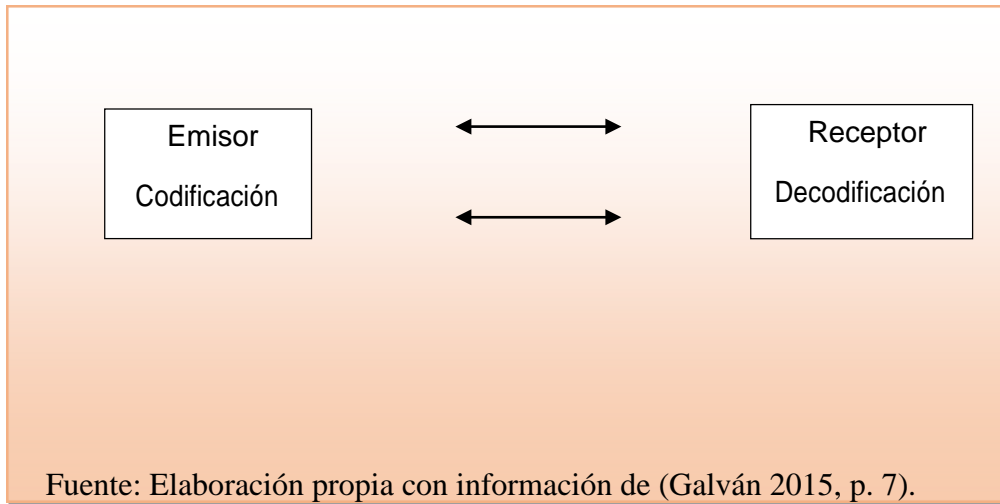 Emisor
Codificación
Receptor
Decodificación
Fuente: Elaboración propia con información de (Galván 2015, p. 7).